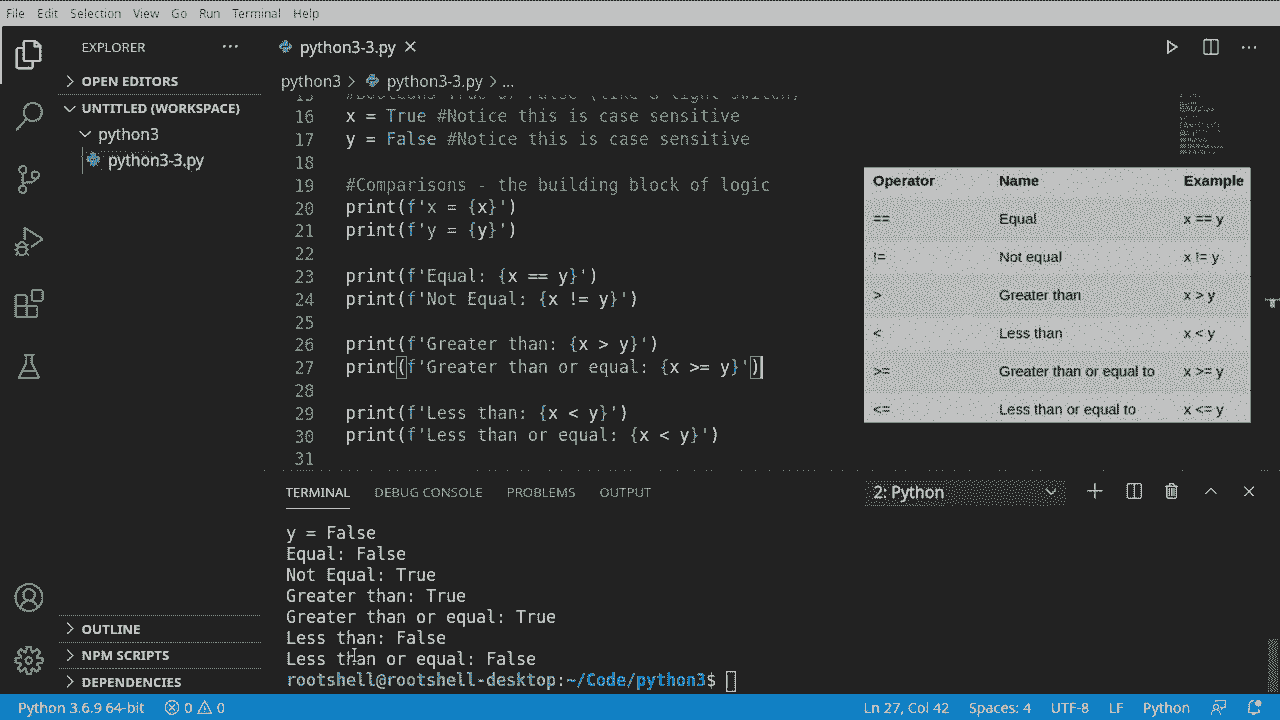 File Edit Selection View Go Run Terminal Help
EXPLORER
python3-3.py
OPEN EDITORS
UNTITLED (WORKSPACE)
python3
python3-3.py
python3 > python3-3.py > ...
16 x = True #Notice this is case sensitive
17 y = False #Notice this is case sensitive
18
19 #Comparisons - the building block of logic
20 print(f'x = {x}')
21 print(f'y = {y}')
22
23 print(f'Equal: {x == y}')
24 print(f'Not Equal: {x != y}')
25
26 print(f'Greater than: {x > y}')
27 print(f'Greater than or equal: {x >= y}')
28
29 print(f'Less than: {x < y}')
30 print(f'Less than or equal: {x < y}')
31
Operator Name Example
== Equal x == y
!= Not equal x != y
> Greater than x > y
< Less than x < y
>= Greater than or equal to x >= y
<= Less than or equal to x <= y
TERMINAL DEBUG CONSOLE PROBLEMS OUTPUT
2: Python
y = False
Equal: False
Not Equal: True
Greater than: True
Greater than or equal: True
Less than: False
Less than or equal: False
rootshell@rootshell-desktop:~/Code/python3$
OUTLINE
NPM SCRIPTS
DEPENDENCIES
Python 3.6.9 64-bit 0 0 Ln 27, Col 42 Spaces: 4 UTF-8 LF Python